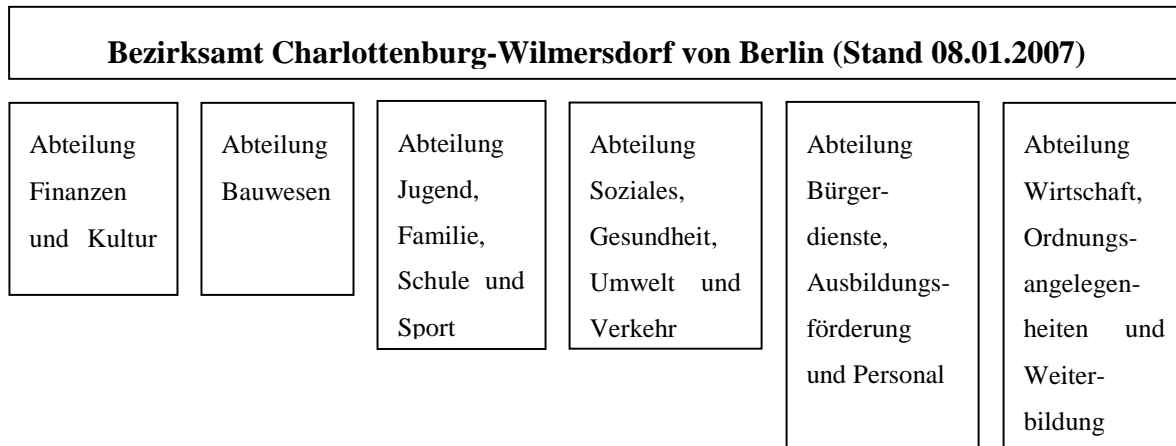 Bezirksamt Charlottenburg-Wilmersdorf von Berlin (Stand 08.01.2007)
Abteilung
Finanzen
und Kultur
Abteilung
Bauwesen
Abteilung
Jugend,
Familie,
Schule und
Sport
Abteilung
Soziales,
Gesundheit,
Umwelt und
Verkehr
Abteilung
Bürger-
dienste,
Ausbildungs-
förderung
und Personal
Abteilung
Wirtschaft,
Ordnungs-
angelegen-
heiten und
Weiter-
bildung